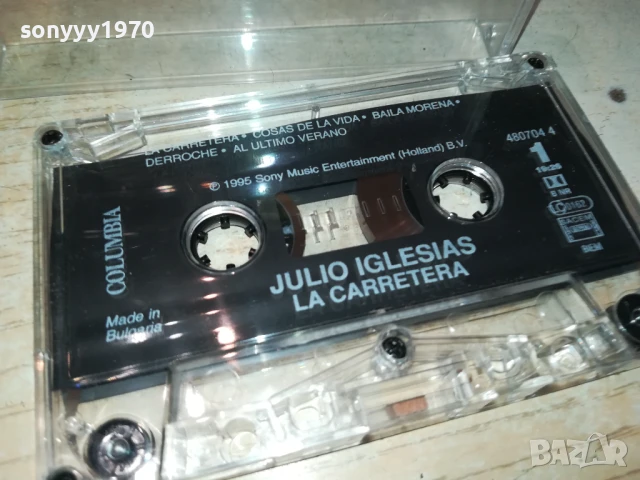 sonyyy1970
LA CARRETERA • COSAS DE LA VIDA • BAILA MORENA •
DERROCHE • AL ULTIMO VERANO
℗ 1995 Sony Music Entertainment (Holland) B.V.
480704 4
1
COLUMBIA
JULIO IGLESIAS
LA CARRETERA
Made in
Bulgaria
BIEM
BAZAR